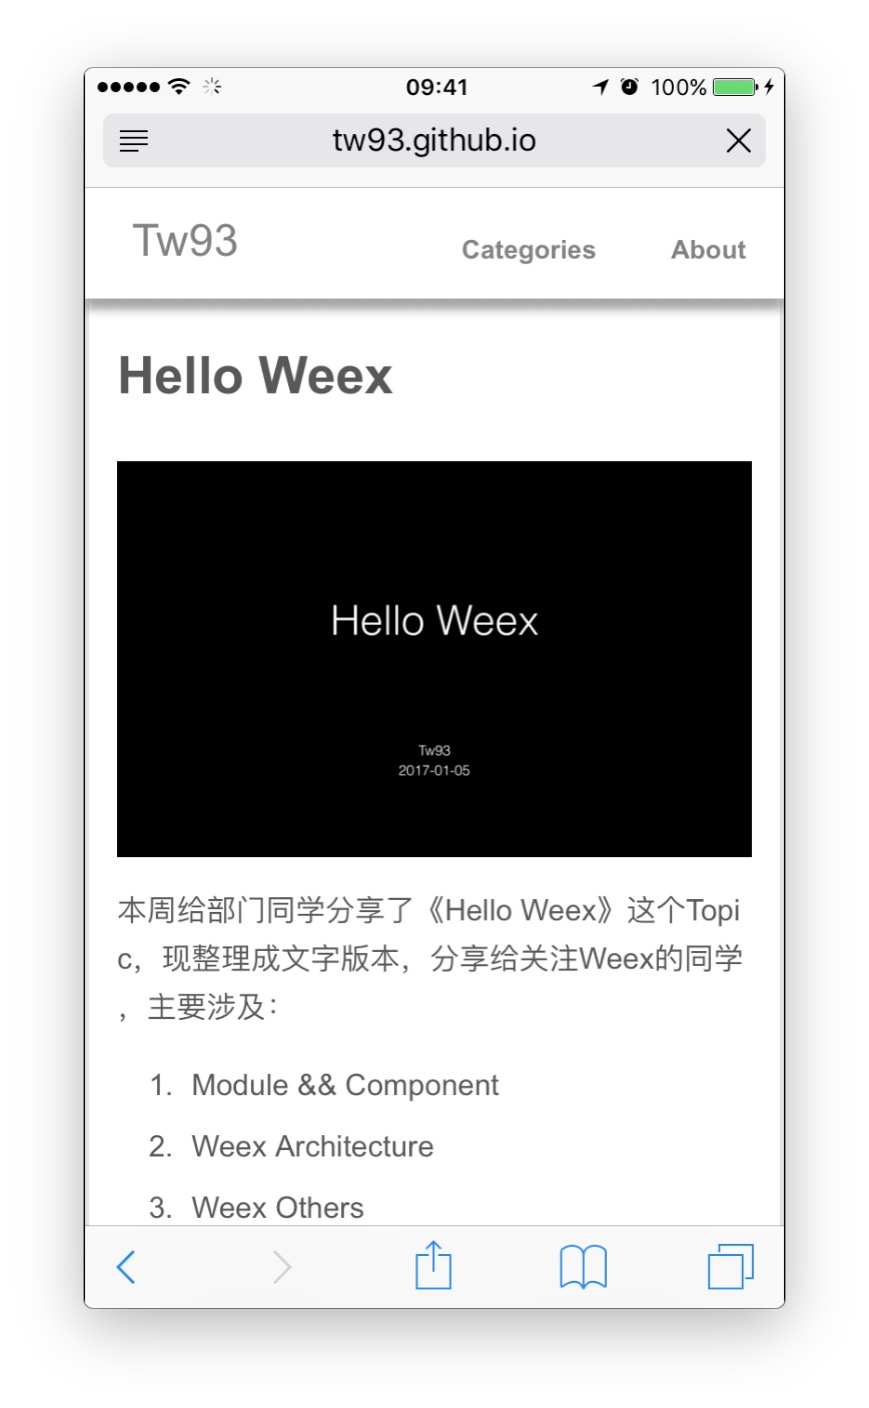 09:41
100%
tw93.github.io
Tw93
Categories
About
Hello Weex
Hello Weex
Tw93
2017-01-05
本周给部门同学分享了《Hello Weex》这个Topi
c，现整理成文字版本，分享给关注Weex的同学
，主要涉及：
1. Module && Component
2. Weex Architecture
3. Weex Others